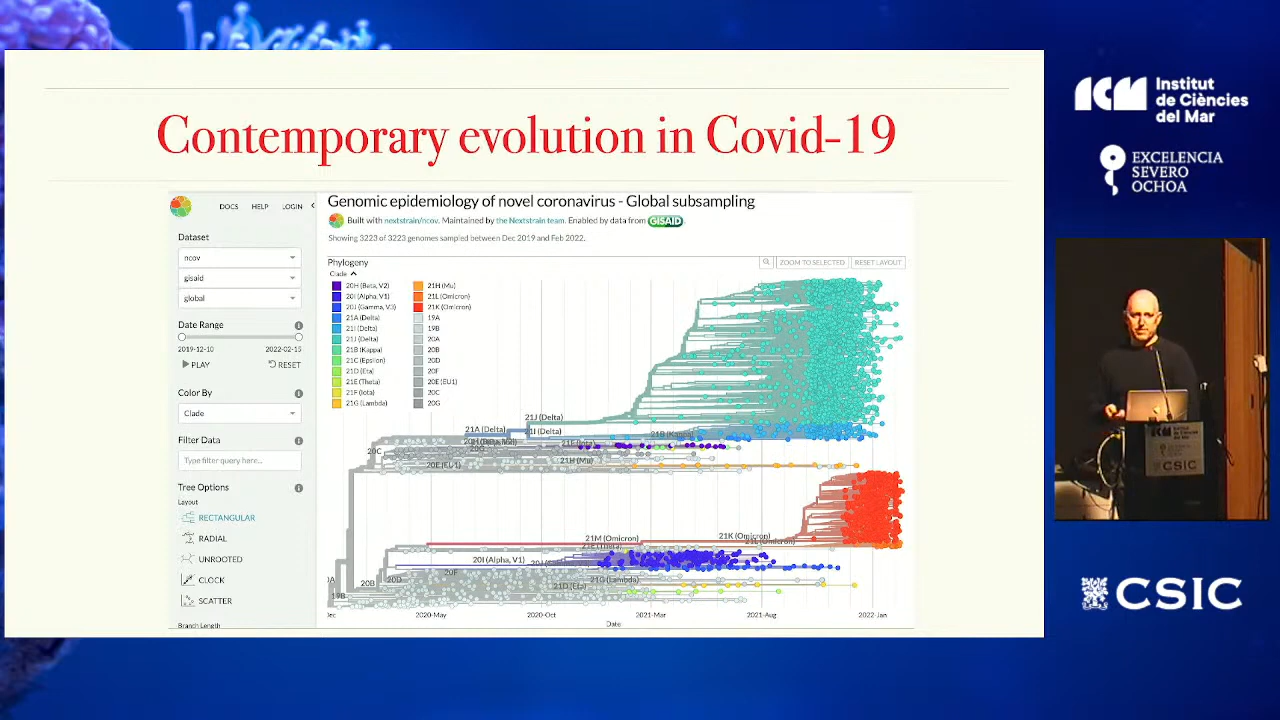 Contemporary evolution in Covid-19
DOCS HELP LOGIN
Genomic epidemiology of novel coronavirus - Global subsampling
Built with nextstrain/ncov. Maintained by the Nextstrain team. Enabled by data from GISAID
Showing 3223 of 3223 genomes sampled between Dec 2019 and Feb 2022.
Dataset
ncov
gisaid
global
Date Range
2019-12-10 2022-02-15
PLAY RESET
Color By
Clade
Filter Data
Type filter query here...
Tree Options
Layout
RECTANGULAR
RADIAL
UNROOTED
CLOCK
SCATTER
Branch Length
Phylogeny
ZOOM TO SELECTED RESET LAYOUT
Clade
20H (Beta, V2) 21H (Mu)
20I (Alpha, V1) 21L (Omicron)
20J (Gamma, V3) 21K (Omicron)
21A (Delta) 19A
21I (Delta) 19B
21J (Delta) 20A
21B (Kappa) 20B
21C (Epsilon) 20D
21D (Eta) 20F
21E (Theta) 20E (EU1)
21F (Iota) 20C
21G (Lambda) 20G
21J (Delta)
21A (Delta) 21I (Delta)
21B (Kappa)
20C
20E (EU1) 21H (Mu)
21M (Omicron) 21K (Omicron)
20I (Alpha, V1)
20B 20D 20F 21D (Eta) 21G (Lambda)
19B
2020-May 2020-Oct 2021-Mar 2021-Aug 2022-Jan
Date
ICM Institut
de Ciències
del Mar
EXCELENCIA
SEVERO
OCHOA
CSIC
CSIC